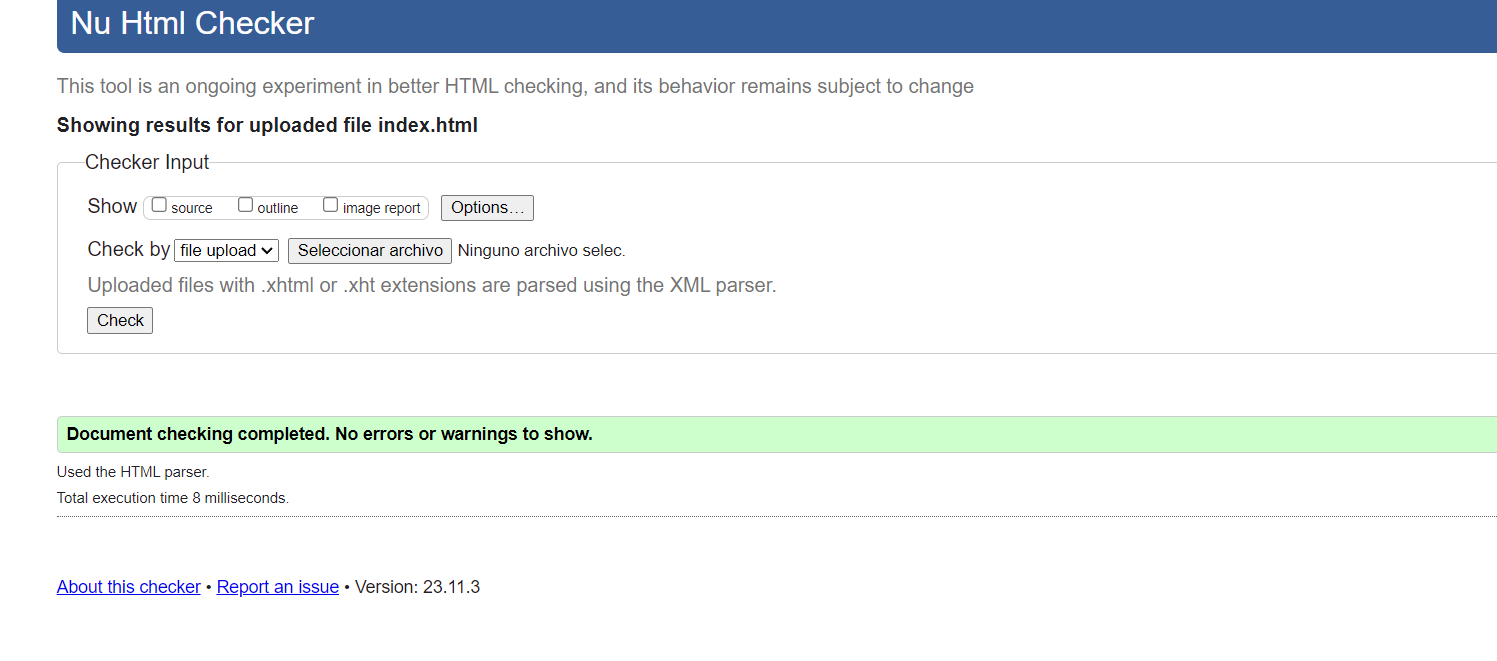 Nu Html Checker
This tool is an ongoing experiment in better HTML checking, and its behavior remains subject to change
Showing results for uploaded file index.html
Checker Input
Show source outline image report Options…
Check by file upload Seleccionar archivo Ninguno archivo selec.
Uploaded files with .xhtml or .xht extensions are parsed using the XML parser.
Check
Document checking completed. No errors or warnings to show.
Used the HTML parser.
Total execution time 8 milliseconds.
About this checker • Report an issue • Version: 23.11.3